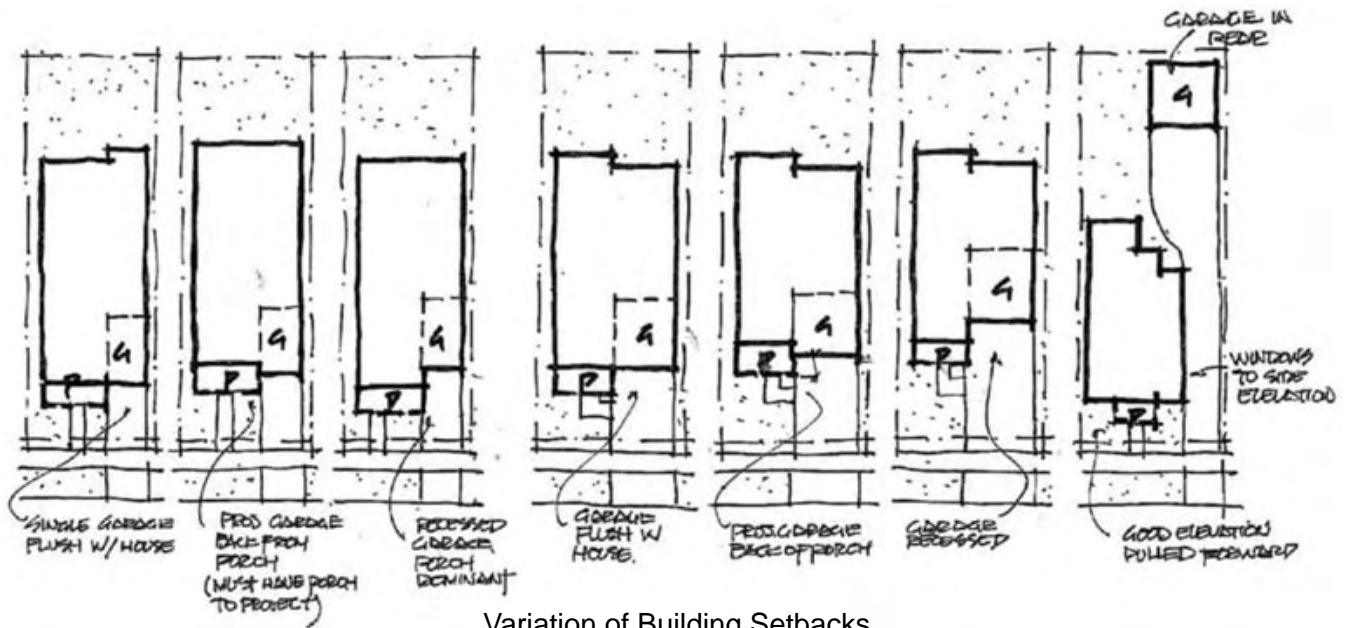 GARAGE IN
REAR
G
G
G
G
G
G
G
P
P
P
P
P
P
P
WINDOWS
TO SIDE
ELEVATION
SINGLE GARAGE
FLUSH W/ HOUSE
PROJ GARAGE
BACK FROM
PORCH
(MUST HAVE PORCH
TO PROJECT)
RECESSED
GARAGE
PORCH
DOMINANT
GARAGE
FLUSH W
HOUSE.
PROJ. GARAGE
BACK OF PORCH
GARAGE
RECESSED
GOOD ELEVATION
PULLED FORWARD
Variation of Building Setbacks